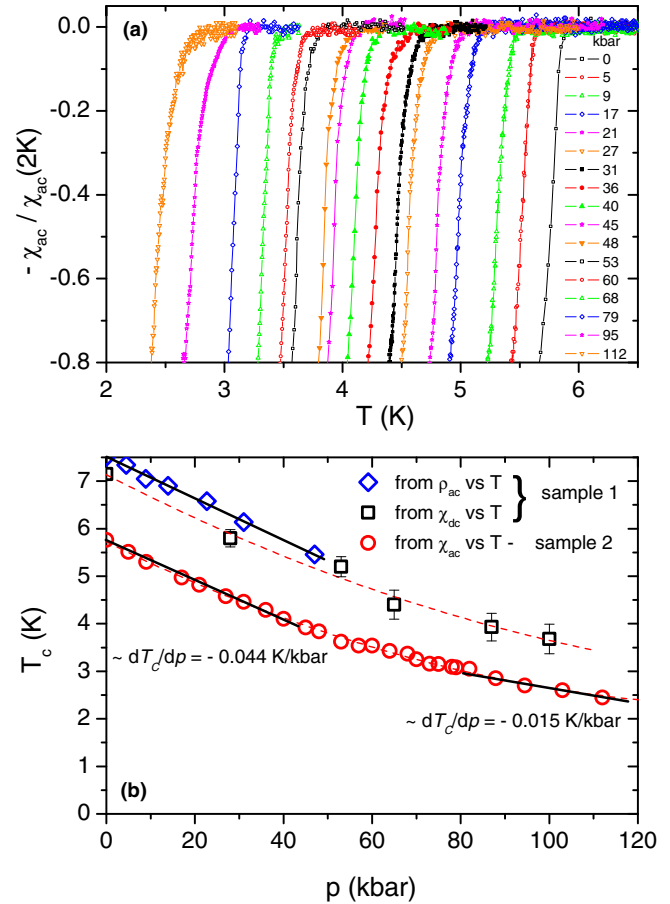 (a)
0.0
-0.2
-0.4
-0.6
-0.8
- χac / χac(2K)
kbar
0
5
9
17
21
27
31
36
40
45
48
53
60
68
79
95
112
2 3 4 5 6
T (K)
7
6
5
4
3
2
1
0
Tc (K)
from ρac vs T
from χdc vs T
} sample 1
from χac vs T - sample 2
~ dTC/dp = - 0.044 K/kbar
~ dTC/dp = - 0.015 K/kbar
(b)
0 20 40 60 80 100 120
p (kbar)